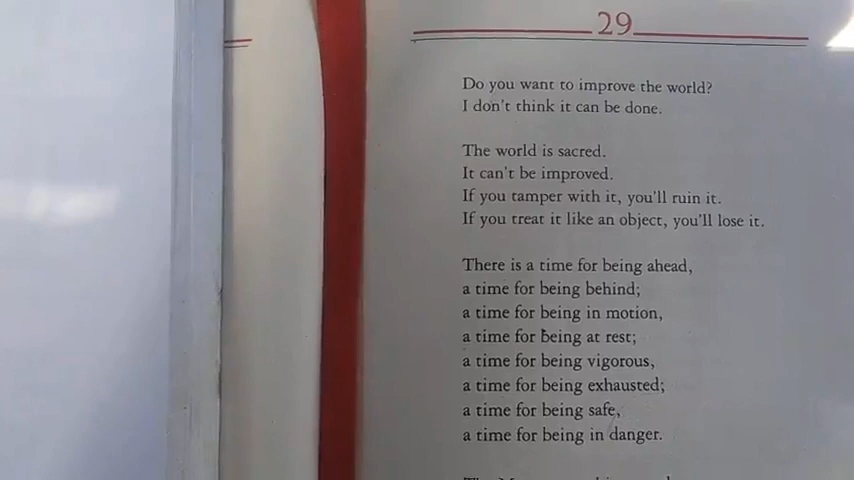 29
Do you want to improve the world?
I don't think it can be done.
The world is sacred.
It can't be improved.
If you tamper with it, you'll ruin it.
If you treat it like an object, you'll lose it.
There is a time for being ahead,
a time for being behind;
a time for being in motion,
a time for being at rest;
a time for being vigorous,
a time for being exhausted;
a time for being safe,
a time for being in danger.